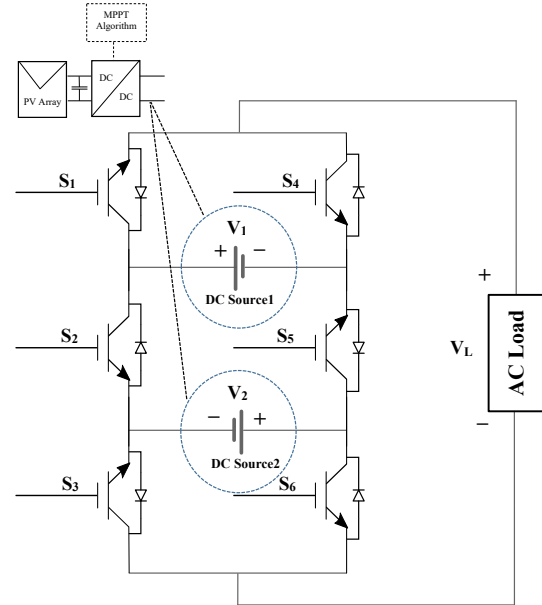 MPPT
Algorithm
PV Array
DC
DC
S1
S4
V1
+
−
DC Source1
S2
S5
V2
−
+
DC Source2
S3
S6
+
VL
−
AC Load